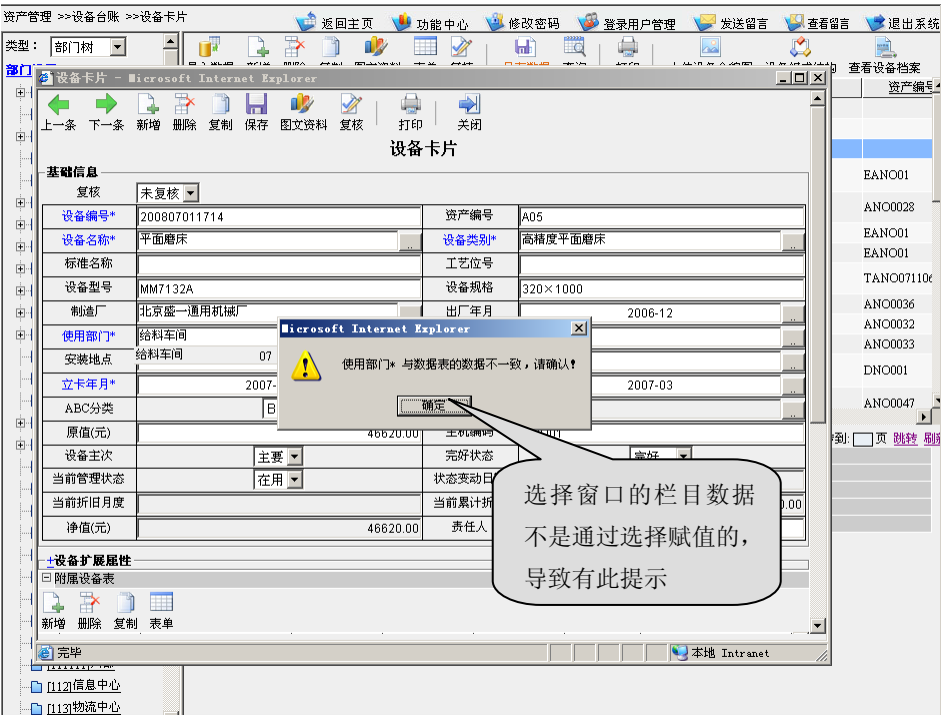 资产管理 >>设备台账 >>设备卡片
返回主页 功能中心 修改密码 登录用户管理 发送留言 查看留言 退出系统
类型： 部门树
查看设备档案
设备卡片 - Microsoft Internet Explorer
资产编号
上一条 下一条 新增 删除 复制 保存 图文资料 复核 打印 关闭
设备卡片
基础信息
复核 未复核
设备编号* 200807011714 资产编号 A05
设备名称* 平面磨床 .. 设备类别* 高精度平面磨床 ..
标准名称 工艺位号
设备型号 MM7132A 设备规格 320×1000
制造厂 北京盛一通用机械厂 出厂年月 2006-12 ..
使用部门* 给料车间
安装地点 给料车间 07
立卡年月* 2007- 2007-03 ..
ABC分类 B
原值(元) 46620.00 主机编码
设备主次 主要 完好状态 完好
当前管理状态 在用 状态变动日
当前折旧月度 当前累计折 .00
净值(元) 46620.00 责任人
Microsoft Internet Explorer
使用部门* 与数据表的数据不一致，请确认!
确定
选择窗口的栏目数据
不是通过选择赋值的，
导致有此提示
+设备扩展属性
附属设备表
新增 删除 复制 表单
完毕 本地 Intranet
EANO01
ANO0028
EANO01
EANO01
TANO071106
ANO0036
ANO0032
ANO0033
DNO001
ANO0047
页 跳转 刷新
[112]信息中心
[113]物流中心